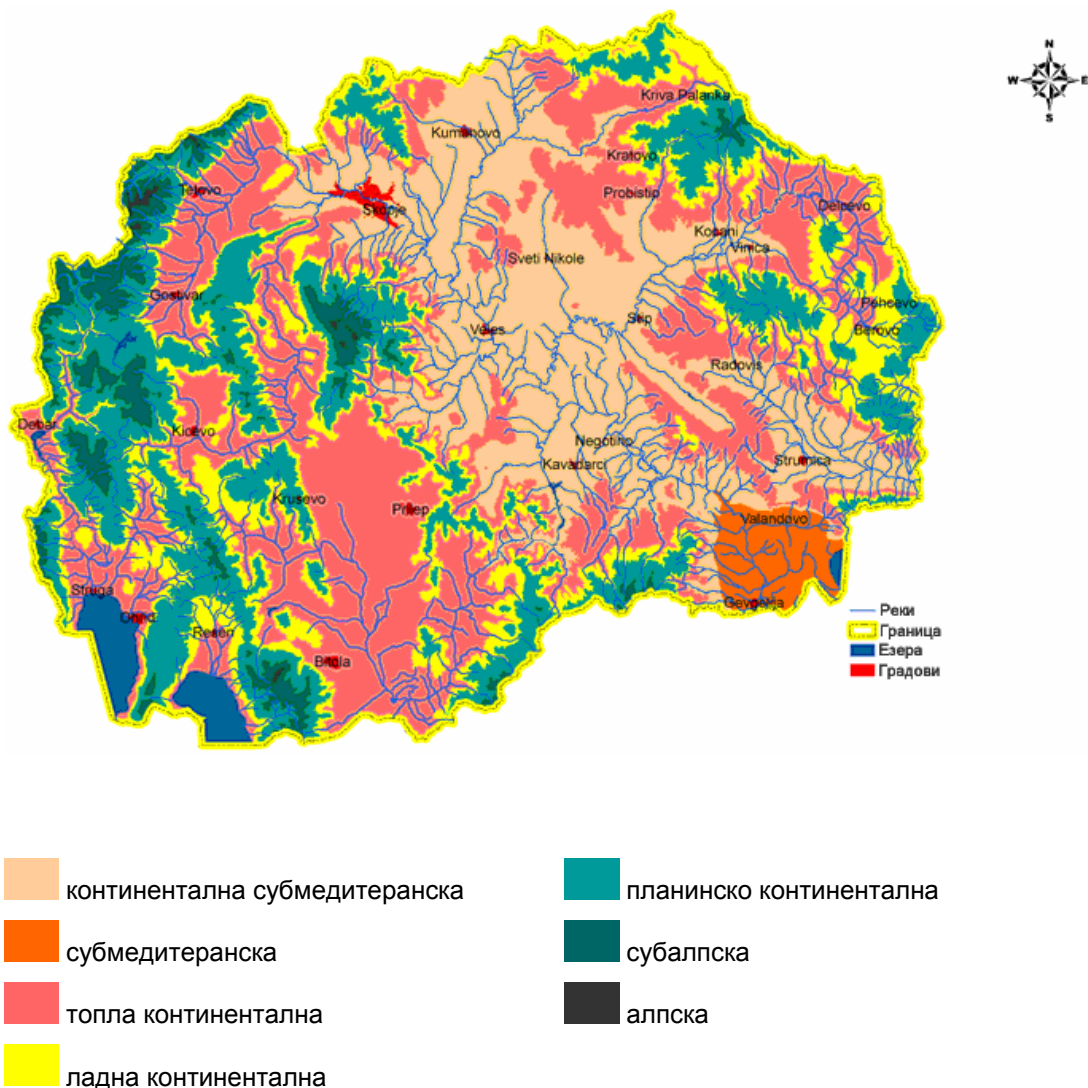 N
W E
S
Kriva Palanka
Kumanovo
Kratovo
Tetovo
Probistip
Skopje
Delcevo
Kocani
Vinica
Sveti Nikole
Gostivar
Pehcevo
Stip
Veles
Berovo
Radovis
Debar
Kicevo
Negotino
Kavadarci
Strumica
Krusevo
Prilep
Valandovo
Struga
Ohrid
Gevgelija
Resen
Bitola
Реки
Граница
Езера
Градови
континентална субмедитеранска
планинско континентална
субмедитеранска
субалпска
топла континентална
алпска
ладна континентална